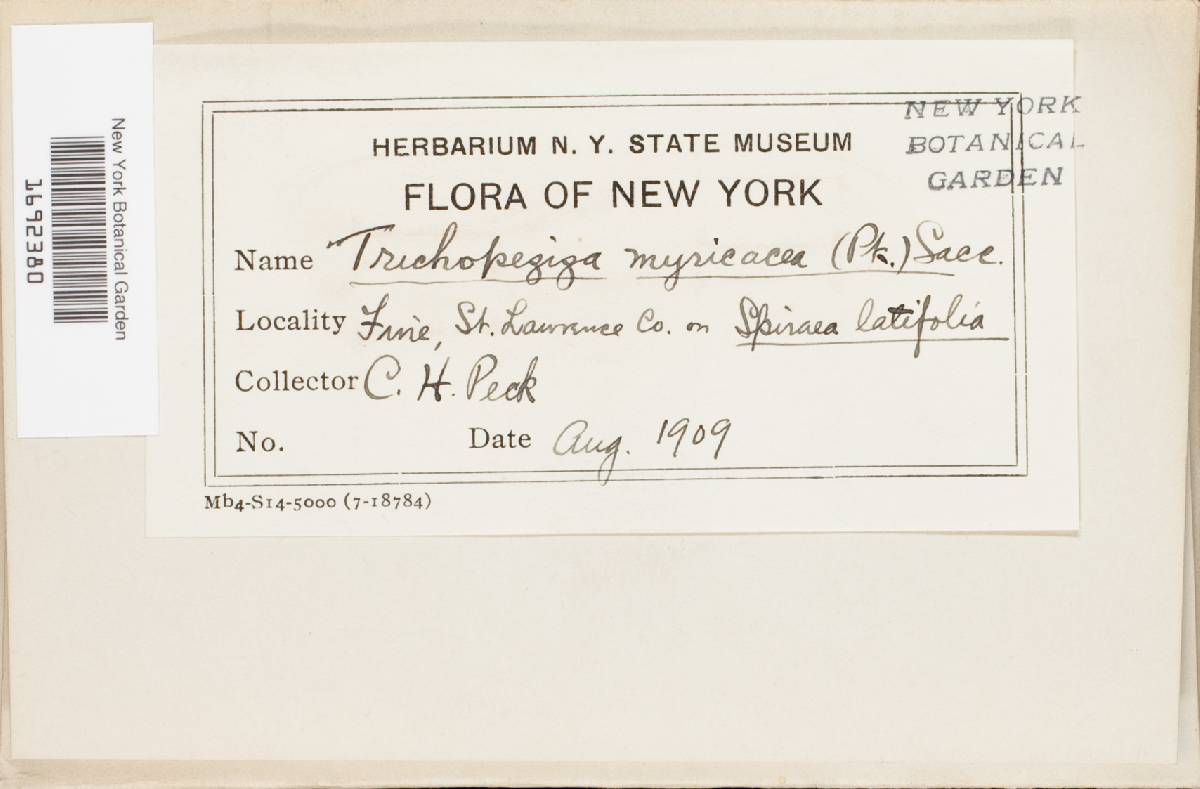 New York Botanical Garden
1692380
NEW YORK
BOTANICAL
GARDEN
HERBARIUM N. Y. STATE MUSEUM
FLORA OF NEW YORK
Name Trichopeziza myricacea (Pk.) Sacc.
Locality Fine, St. Lawrence Co. on Spiraea latifolia
Collector C. H. Peck
No. Date Aug. 1909
Mb4-S14-5000 (7-18784)